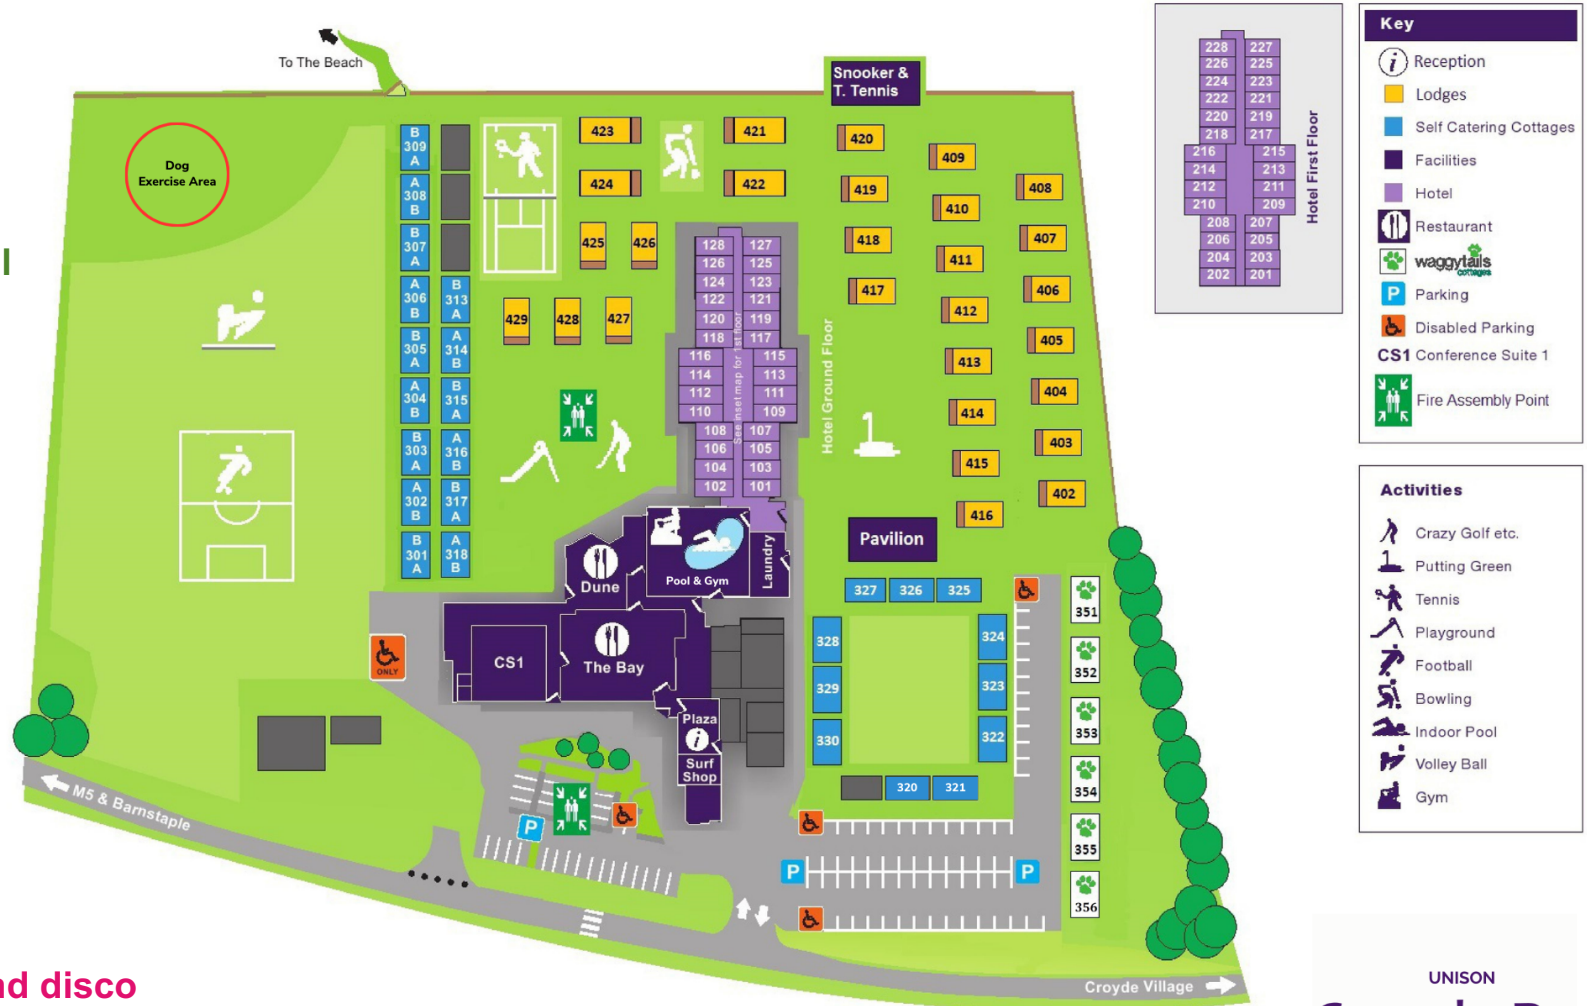 To The Beach
Dog
Exercise Area
l
Snooker &
T. Tennis
B
309
A
A
308
B
B
307
A
A
306
B
B
305
A
A
304
B
B
303
A
A
302
B
B
301
A
B
313
A
A
314
B
B
315
A
A
316
B
B
317
A
A
318
B
423
424
421
422
425
426
429
428
427
420
419
418
417
409
410
411
412
413
414
415
416
408
407
406
405
404
403
402
128 127
126 125
124 123
122 121
120 119
118 117
116 115
114 113
112 111
110 109
108 107
106 105
104 103
102 101
See inset map for 1st floor
Hotel Ground Floor
228 227
226 225
224 223
222 221
220 219
218 217
216 215
214 213
212 211
210 209
208 207
206 205
204 203
202 201
Hotel First Floor
Pavilion
Dune
Pool & Gym
Laundry
CS1
The Bay
Plaza
i
Surf
Shop
ONLY
327 326 325
328
329
330
324
323
322
320 321
351
352
353
354
355
356
P
P
P
M5 & Barnstaple
Croyde Village
Key
i Reception
Lodges
Self Catering Cottages
Facilities
Hotel
Restaurant
waggytails
cottages
P Parking
Disabled Parking
CS1 Conference Suite 1
Fire Assembly Point
Activities
Crazy Golf etc.
Putting Green
Tennis
Playground
Football
Bowling
Indoor Pool
Volley Ball
Gym
nd disco
UNISON